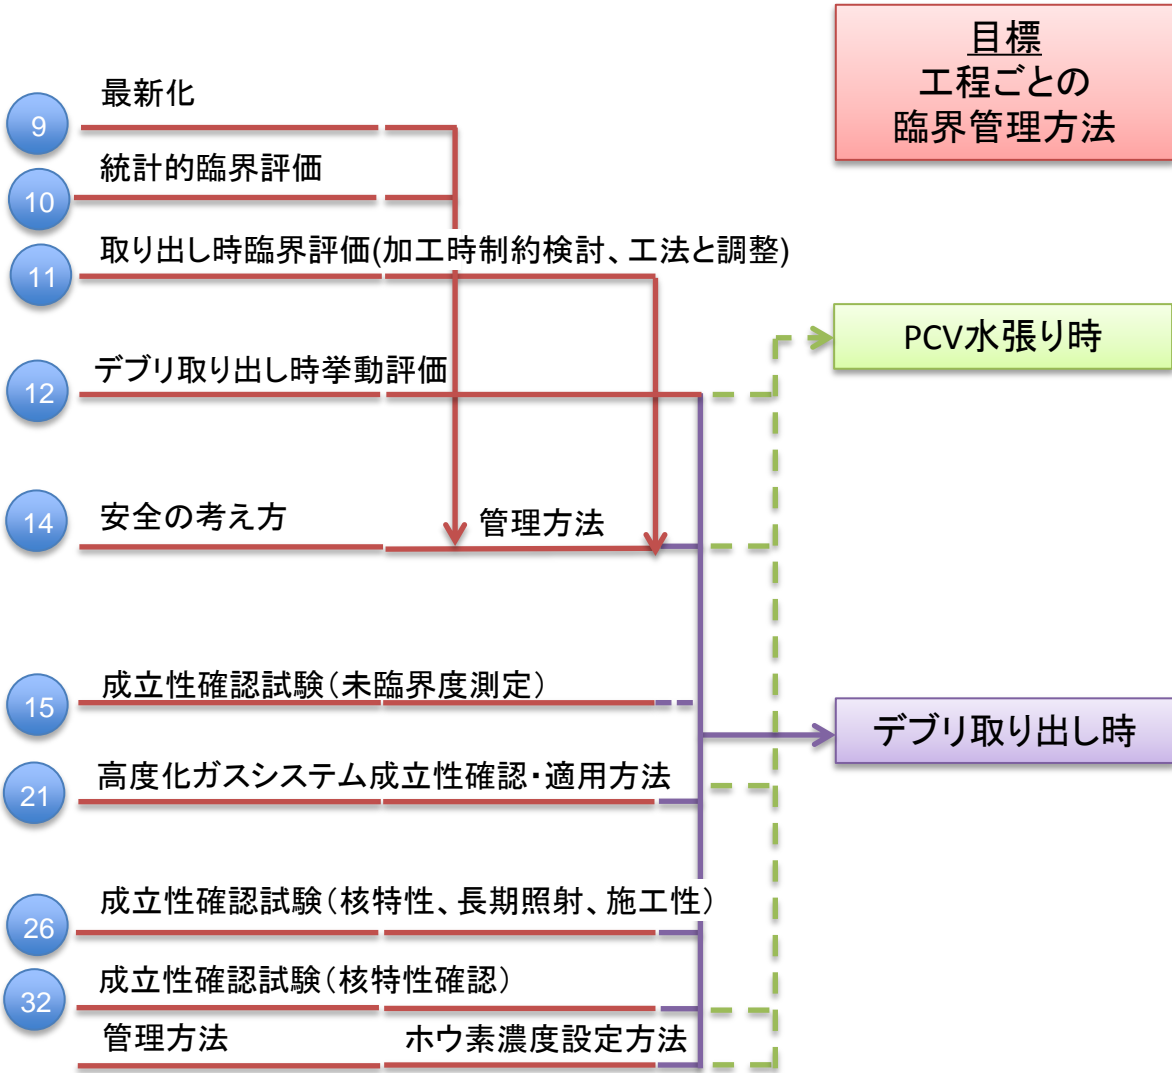 目標
工程ごとの
臨界管理方法
最新化
9
統計的臨界評価
10
取り出し時臨界評価(加工時制約検討、工法と調整)
11
PCV水張り時
デブリ取り出し時挙動評価
12
安全の考え方
管理方法
14
成立性確認試験(未臨界度測定)
15
デブリ取り出し時
高度化ガスシステム成立性確認・適用方法
21
成立性確認試験(核特性、長期照射、施工性)
26
成立性確認試験(核特性確認)
32
管理方法
ホウ素濃度設定方法